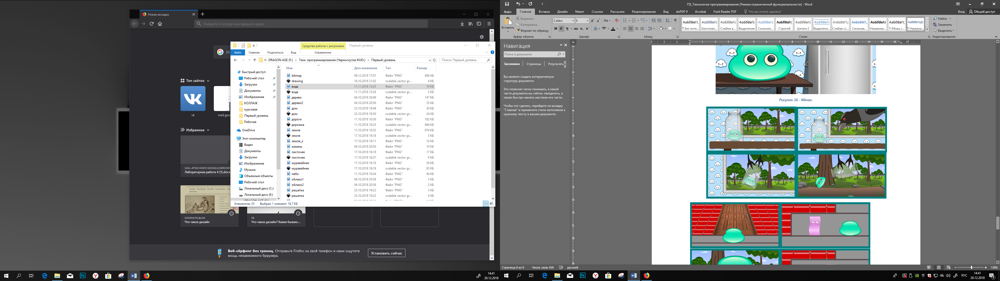 Новая вкладка
Найдите в Google или введите адрес
Топ сайтов
vk
Избранное
Лабораторная работа 4 (1).docx
OFORMITELBLOK
Что такое дизайн
FB
Что такое дизайн? Какие бываю...
Веб-сёрфинг без границ. Отправьте Firefox на свой телефон и сами ощутите
мощь независимого браузера.
Установить сейчас
Средства работы с рисунками
Первый уровень
Файл
Главная
Поделиться
Вид
Управление
« DRAGON AGE (F:) › Техн. программирования (Черноскутов М.Ю.) › Первый уровень
Поиск: Первый уровень
Быстрый доступ
Рабочий стол
Загрузки
Документы
Изображения
КОЛЛАЖ
курсовая
Первый уровень
Рабочая
OneDrive
Этот компьютер
Видео
Документы
Загрузки
Изображения
Музыка
Объемные объекты
Рабочий стол
Локальный диск (C:)
Локальный диск (E:)
Имя Дата изменения Тип Размер
bitmap 09.12.2018 17:01 Файл "PNG" 806 КБ
drawing 16.10.2018 21:02 scalable vector gr... 4 КБ
вода 11.11.2018 15:25 Файл "PNG" 19 КБ
вода 11.11.2018 15:26 scalable vector gr... 5 КБ
дерево 04.10.2018 20:49 Файл "PNG" 147 КБ
дерево2 04.10.2018 20:50 Файл "PNG" 35 КБ
дом 23.10.2018 19:49 Файл "PNG" 30 КБ
дом 23.10.2018 19:50 scalable vector gr... 34 КБ
дорога 11.10.2018 10:30 Файл "PNG" 182 КБ
дорожка 11.10.2018 10:25 scalable vector gr... 944 КБ
земля 11.10.2018 10:32 Файл "PNG" 674 КБ
земля 17.10.2018 18:18 scalable vector gr... 5 КБ
земля_к 17.10.2018 18:11 Файл "PNG" 10 КБ
камень 04.10.2018 20:50 Файл "PNG" 10 КБ
листочек 17.10.2018 16:18 Файл "PNG" 17 КБ
листочек 17.10.2018 16:37 scalable vector gr... 9 КБ
муравейник 17.10.2018 18:16 Файл "PNG" 39 КБ
муравейник 17.10.2018 18:18 scalable vector gr... 83 КБ
небо 11.10.2018 10:34 Файл "PNG" 44 КБ
облако1 04.10.2018 20:58 Файл "PNG" 3 КБ
облако2 04.10.2018 20:58 Файл "PNG" 2 КБ
решетка 23.10.2018 19:22 Файл "PNG" 3 КБ
решетка 23.10.2018 19:22 scalable vector gr... 4 КБ
Элементов: 25 Выбран 1 элемент: 18,7 КБ
14:41
20.12.2018
ПЗ_Технологии программирования [Режим ограниченной функциональности] - Word
Файл Главная Вставка Дизайн Макет Ссылки Рассылки Рецензирование Вид doPDF 9 Acrobat Foxit Reader PDF Что вы хотите сделать?
Вход Общий доступ
Вставить
Вырезать
Копировать
Формат по образцу
Буфер обмена
Calibri 9
Шрифт
Абзац
¶ Без инте... Заголово... Слабое в... Выделение Сильное... Строгий Цитата 2 Выделенн... Слабая сс... Сильная... Название... ¶ Абзац с... ¶ Названи...
Стили
Найти
Заменить
Выделить
Редактирование
Навигация
Поиск в документе
Заголовки Страницы Результать
Вы можете создать интерактивную
структуру документа.
Это позволит легко понимать, в какой
части документа вы сейчас находитесь, а
также быстро менять местами его части.
Чтобы это сделать, перейдите на вкладку
"Главная" и примените стили заголовков к
нужному тексту в вашем документе.
Рисунок 16 - Меню.
Страница 8 из 9 Число слов: 459 русский
130%
РУС
14:41
20.12.2018